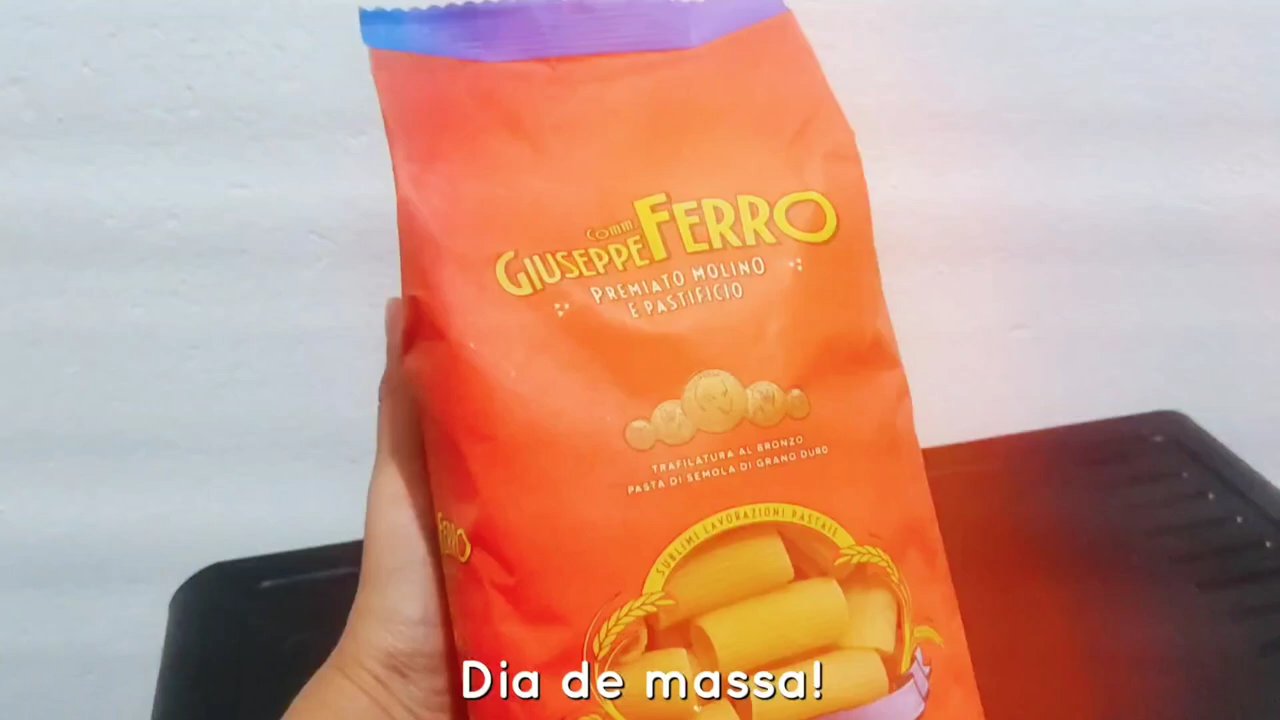 Comm.
GIUSEPPE FERRO
PREMIATO MOLINO
E PASTIFICIO
TRAFILATURA AL BRONZO
PASTA DI SEMOLA DI GRANO DURO
SUBLIMI LAVORAZIONI PASTAIE
FERRO
Dia de massa!